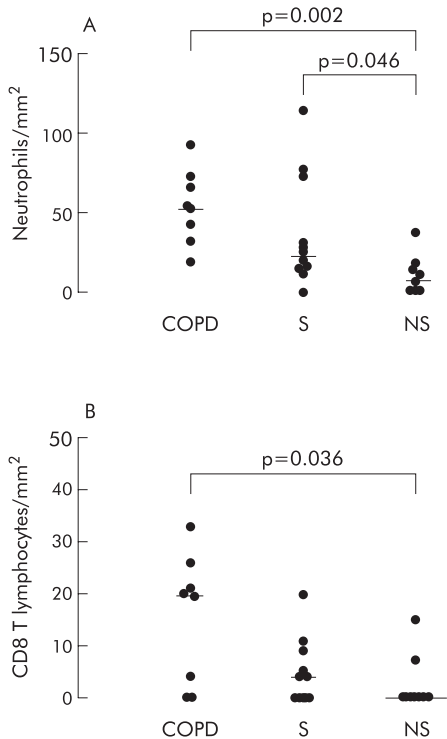 A
p=0.002
p=0.046
150
100
50
0
Neutrophils/mm²
COPD S NS
B
p=0.036
50
40
30
20
10
0
CD8 T lymphocytes/mm²
COPD S NS